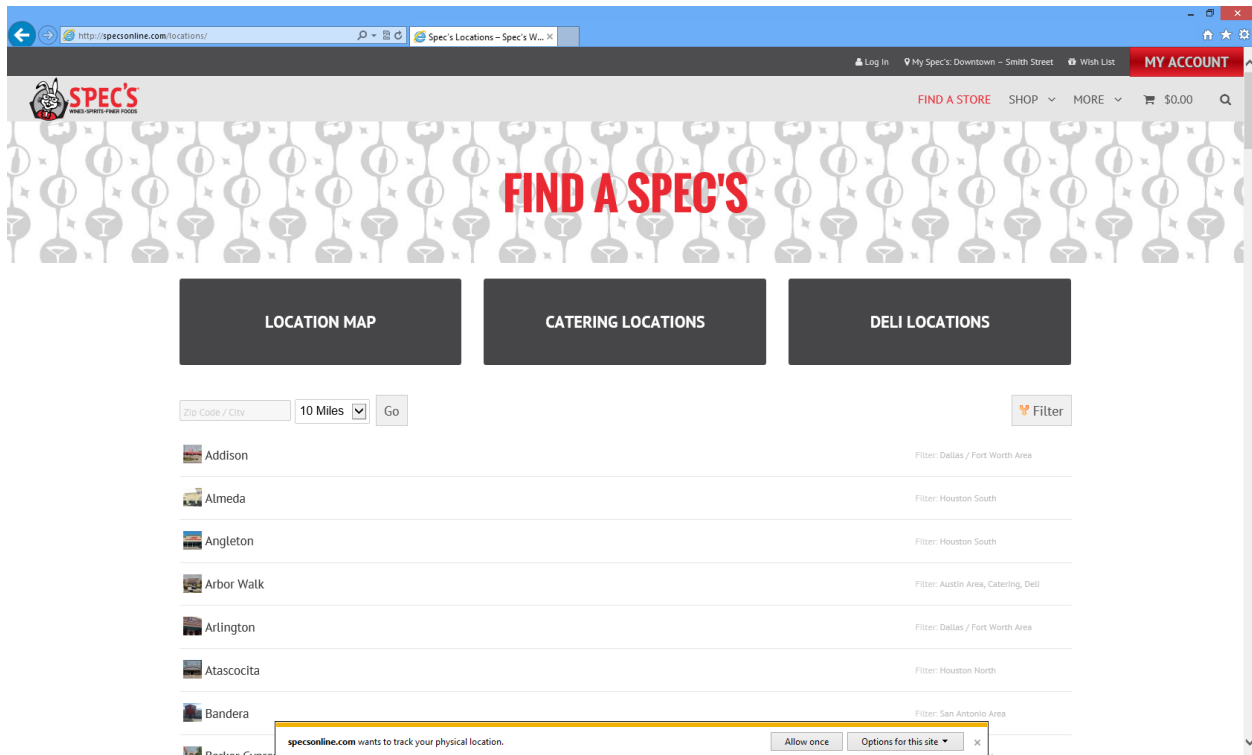 http://specsonline.com/locations/
Spec's Locations – Spec's W...
Log In My Spec's: Downtown – Smith Street Wish List MY ACCOUNT
SPEC'S
WINES-SPIRITS-FINER FOODS
FIND A STORE SHOP MORE $0.00
FIND A SPEC'S
LOCATION MAP CATERING LOCATIONS DELI LOCATIONS
Zip Code / City 10 Miles Go Filter
Addison Filter: Dallas / Fort Worth Area
Almeda Filter: Houston South
Angleton Filter: Houston South
Arbor Walk Filter: Austin Area, Catering, Deli
Arlington Filter: Dallas / Fort Worth Area
Atascocita Filter: Houston North
Bandera Filter: San Antonio Area
specsonline.com wants to track your physical location. Allow once Options for this site